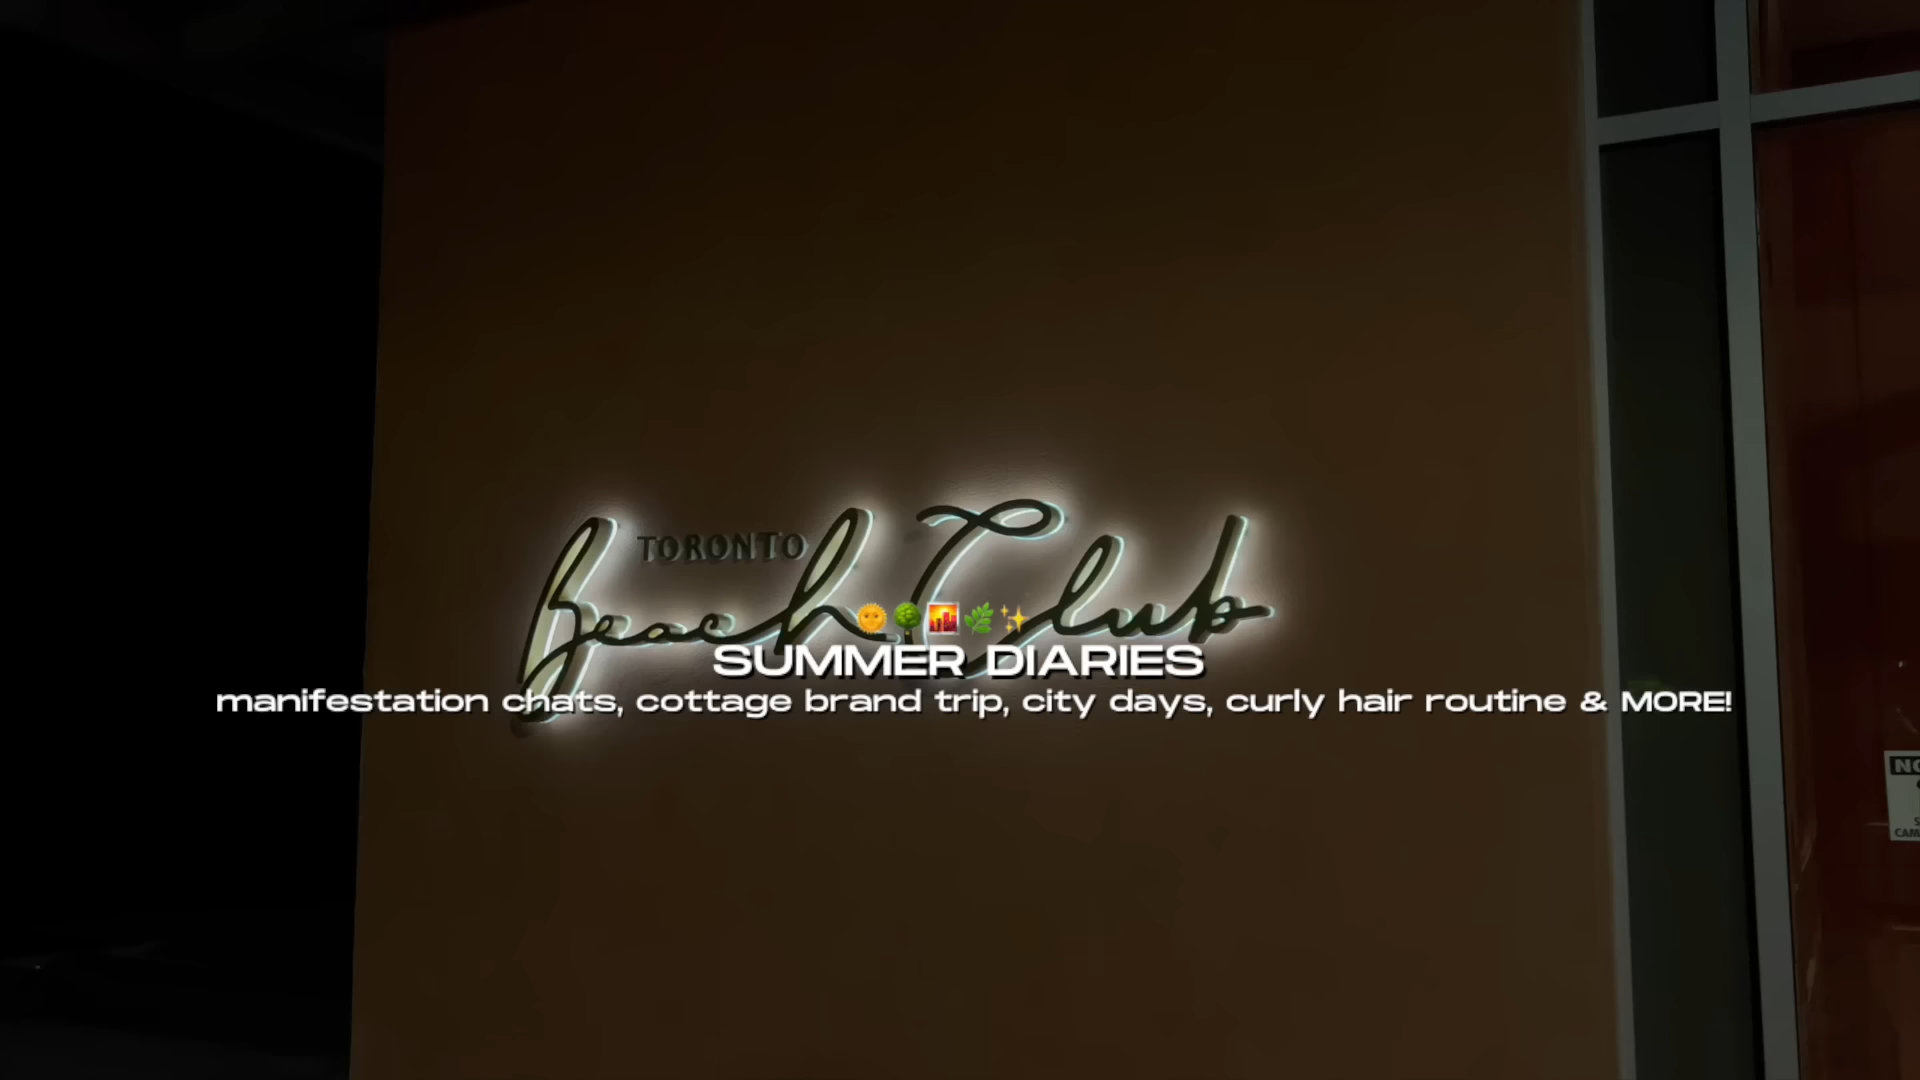 TORONTO
Beach Club
🌞🌳🌇🌿✨
SUMMER DIARIES
manifestation chats, cottage brand trip, city days, curly hair routine & MORE!